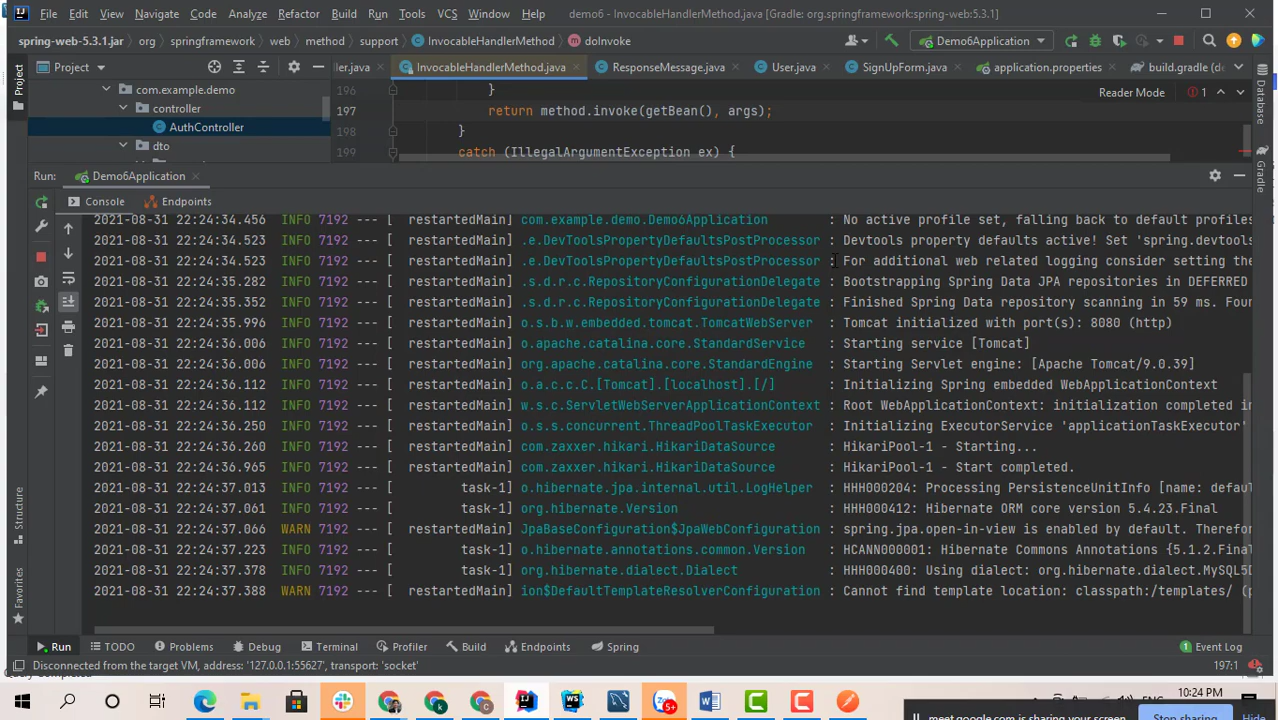 File Edit View Navigate Code Analyze Refactor Build Run Tools VCS Window Help demo6 - InvocableHandlerMethod.java [Gradle: org.springframework:spring-web:5.3.1]
spring-web-5.3.1.jar org springframework web method support InvocableHandlerMethod doInvoke Demo6Application
Project ler.java InvocableHandlerMethod.java ResponseMessage.java User.java SignUpForm.java application.properties build.gradle (
com.example.demo
controller
AuthController
dto
196 }
197 return method.invoke(getBean(), args);
198 }
199 catch (IllegalArgumentException ex) {
Reader Mode 1
Project
Structure
Favorites
Database
Gradle
Run: Demo6Application
Console Endpoints
2021-08-31 22:24:34.456 INFO 7192 --- [ restartedMain] com.example.demo.Demo6Application : No active profile set, falling back to default profiles
2021-08-31 22:24:34.523 INFO 7192 --- [ restartedMain] .e.DevToolsPropertyDefaultsPostProcessor : Devtools property defaults active! Set 'spring.devtools
2021-08-31 22:24:34.523 INFO 7192 --- [ restartedMain] .e.DevToolsPropertyDefaultsPostProcessor : For additional web related logging consider setting the
2021-08-31 22:24:35.282 INFO 7192 --- [ restartedMain] .s.d.r.c.RepositoryConfigurationDelegate : Bootstrapping Spring Data JPA repositories in DEFERRED
2021-08-31 22:24:35.352 INFO 7192 --- [ restartedMain] .s.d.r.c.RepositoryConfigurationDelegate : Finished Spring Data repository scanning in 59 ms. Foun
2021-08-31 22:24:35.996 INFO 7192 --- [ restartedMain] o.s.b.w.embedded.tomcat.TomcatWebServer : Tomcat initialized with port(s): 8080 (http)
2021-08-31 22:24:36.006 INFO 7192 --- [ restartedMain] o.apache.catalina.core.StandardService : Starting service [Tomcat]
2021-08-31 22:24:36.006 INFO 7192 --- [ restartedMain] org.apache.catalina.core.StandardEngine : Starting Servlet engine: [Apache Tomcat/9.0.39]
2021-08-31 22:24:36.112 INFO 7192 --- [ restartedMain] o.a.c.c.C.[Tomcat].[localhost].[/] : Initializing Spring embedded WebApplicationContext
2021-08-31 22:24:36.112 INFO 7192 --- [ restartedMain] w.s.c.ServletWebServerApplicationContext : Root WebApplicationContext: initialization completed in
2021-08-31 22:24:36.250 INFO 7192 --- [ restartedMain] o.s.s.concurrent.ThreadPoolTaskExecutor : Initializing ExecutorService 'applicationTaskExecutor'
2021-08-31 22:24:36.260 INFO 7192 --- [ restartedMain] com.zaxxer.hikari.HikariDataSource : HikariPool-1 - Starting...
2021-08-31 22:24:36.965 INFO 7192 --- [ restartedMain] com.zaxxer.hikari.HikariDataSource : HikariPool-1 - Start completed.
2021-08-31 22:24:37.013 INFO 7192 --- [ task-1] o.hibernate.jpa.internal.util.LogHelper : HHH000204: Processing PersistenceUnitInfo [name: defau
2021-08-31 22:24:37.061 INFO 7192 --- [ task-1] org.hibernate.Version : HHH000412: Hibernate ORM core version 5.4.23.Final
2021-08-31 22:24:37.066 WARN 7192 --- [ restartedMain] JpaBaseConfiguration$JpaWebConfiguration : spring.jpa.open-in-view is enabled by default. Therefor
2021-08-31 22:24:37.223 INFO 7192 --- [ task-1] o.hibernate.annotations.common.Version : HCANN000001: Hibernate Commons Annotations {5.1.2.Fina
2021-08-31 22:24:37.378 INFO 7192 --- [ task-1] org.hibernate.dialect.Dialect : HHH000400: Using dialect: org.hibernate.dialect.MySQL5D
2021-08-31 22:24:37.388 WARN 7192 --- [ restartedMain] ion$DefaultTemplateResolverConfiguration : Cannot find template location: classpath:/templates/ (p
Run TODO Problems Debug Terminal Profiler Build Endpoints Spring 1 Event Log
Disconnected from the target VM, address: '127.0.0.1:55627', transport: 'socket' 197:1
5+ ENG 10:24 PM
meet.google.com is sharing your screen. Stop sharing Hide